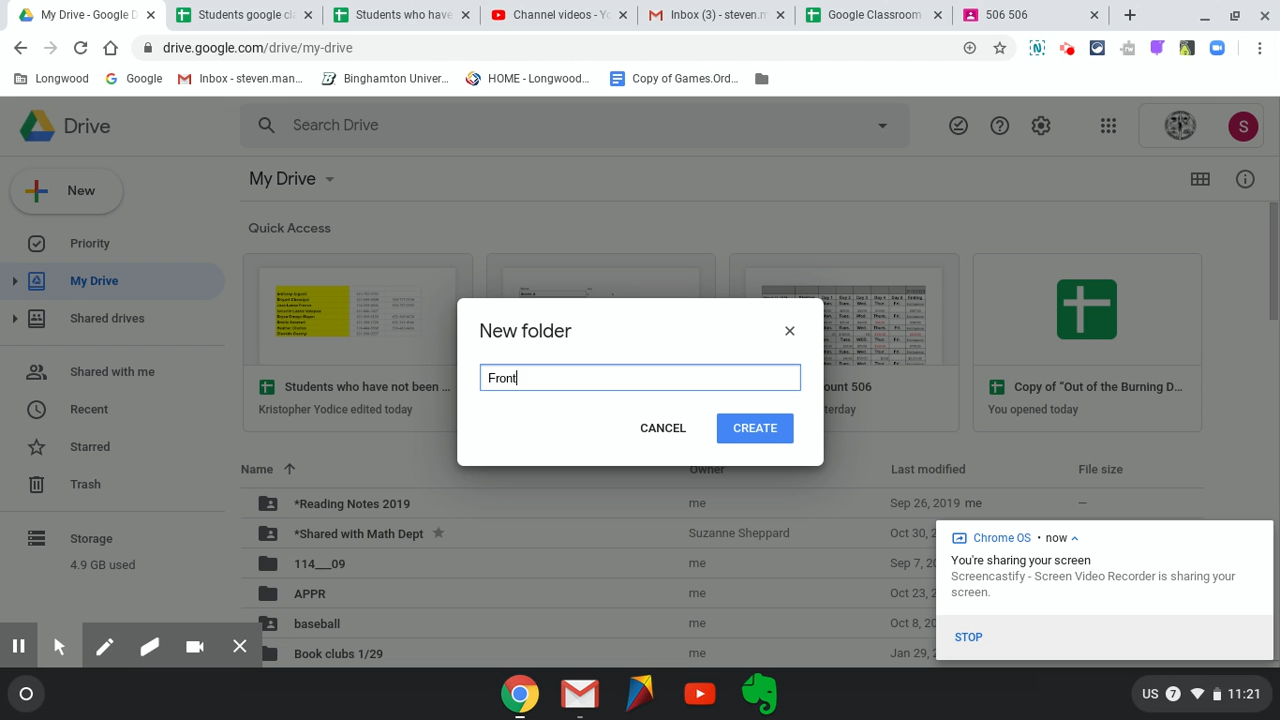 My Drive - Google D
Students google cl
Students who have
Channel videos - Yo
Inbox (3) - steven.m
Google Classroom
506 506
drive.google.com/drive/my-drive
Longwood
Google
Inbox - steven.man...
Binghamton Univer...
HOME - Longwood...
Copy of Games.Ord...
Drive
Search Drive
S
New
My Drive
Quick Access
Priority
My Drive
Shared drives
Shared with me
Recent
Starred
Trash
Storage
4.9 GB used
Students who have not been ...
Kristopher Yodice edited today
ount 506
terday
Copy of "Out of the Burning D...
You opened today
New folder
Front
CANCEL
CREATE
Name
Owner
Last modified
File size
*Reading Notes 2019
me
Sep 26, 2019 me
—
*Shared with Math Dept
Suzanne Sheppard
Oct 30, 2
114__09
me
Sep 7, 20
APPR
me
Oct 23, 2
baseball
me
Oct 8, 20
Book clubs 1/29
me
Jan 29,
Chrome OS • now
You're sharing your screen
Screencastify - Screen Video Recorder is sharing your
screen.
STOP
US 7 11:21